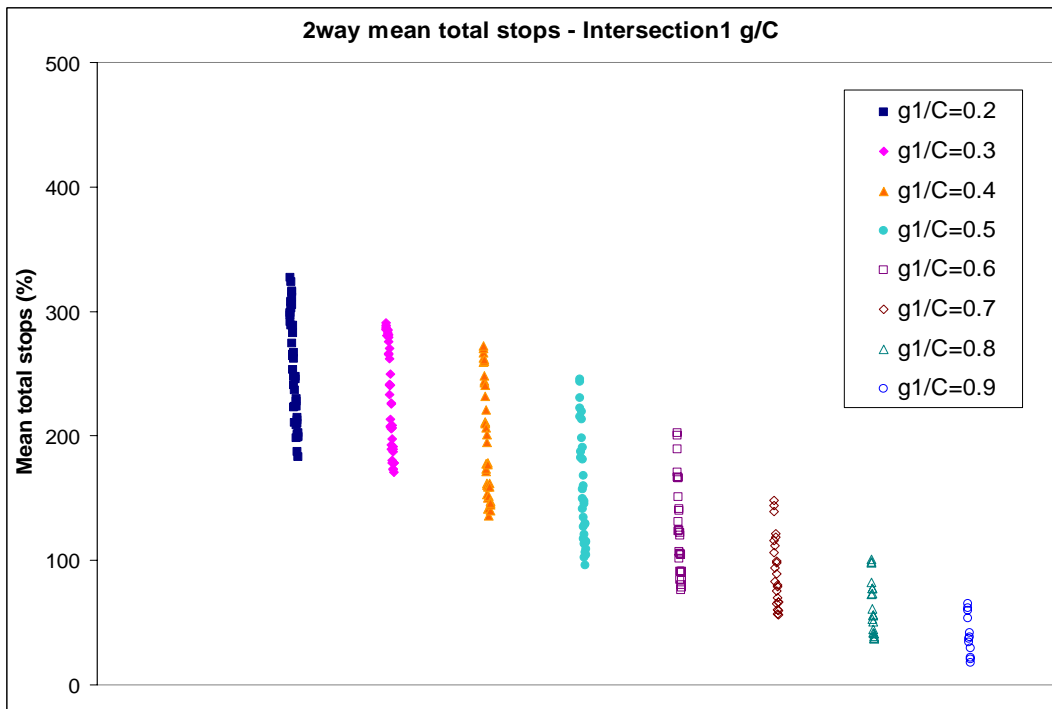 2way mean total stops - Intersection1 g/C
Mean total stops (%)
500
400
300
200
100
0
g1/C=0.2
g1/C=0.3
g1/C=0.4
g1/C=0.5
g1/C=0.6
g1/C=0.7
g1/C=0.8
g1/C=0.9